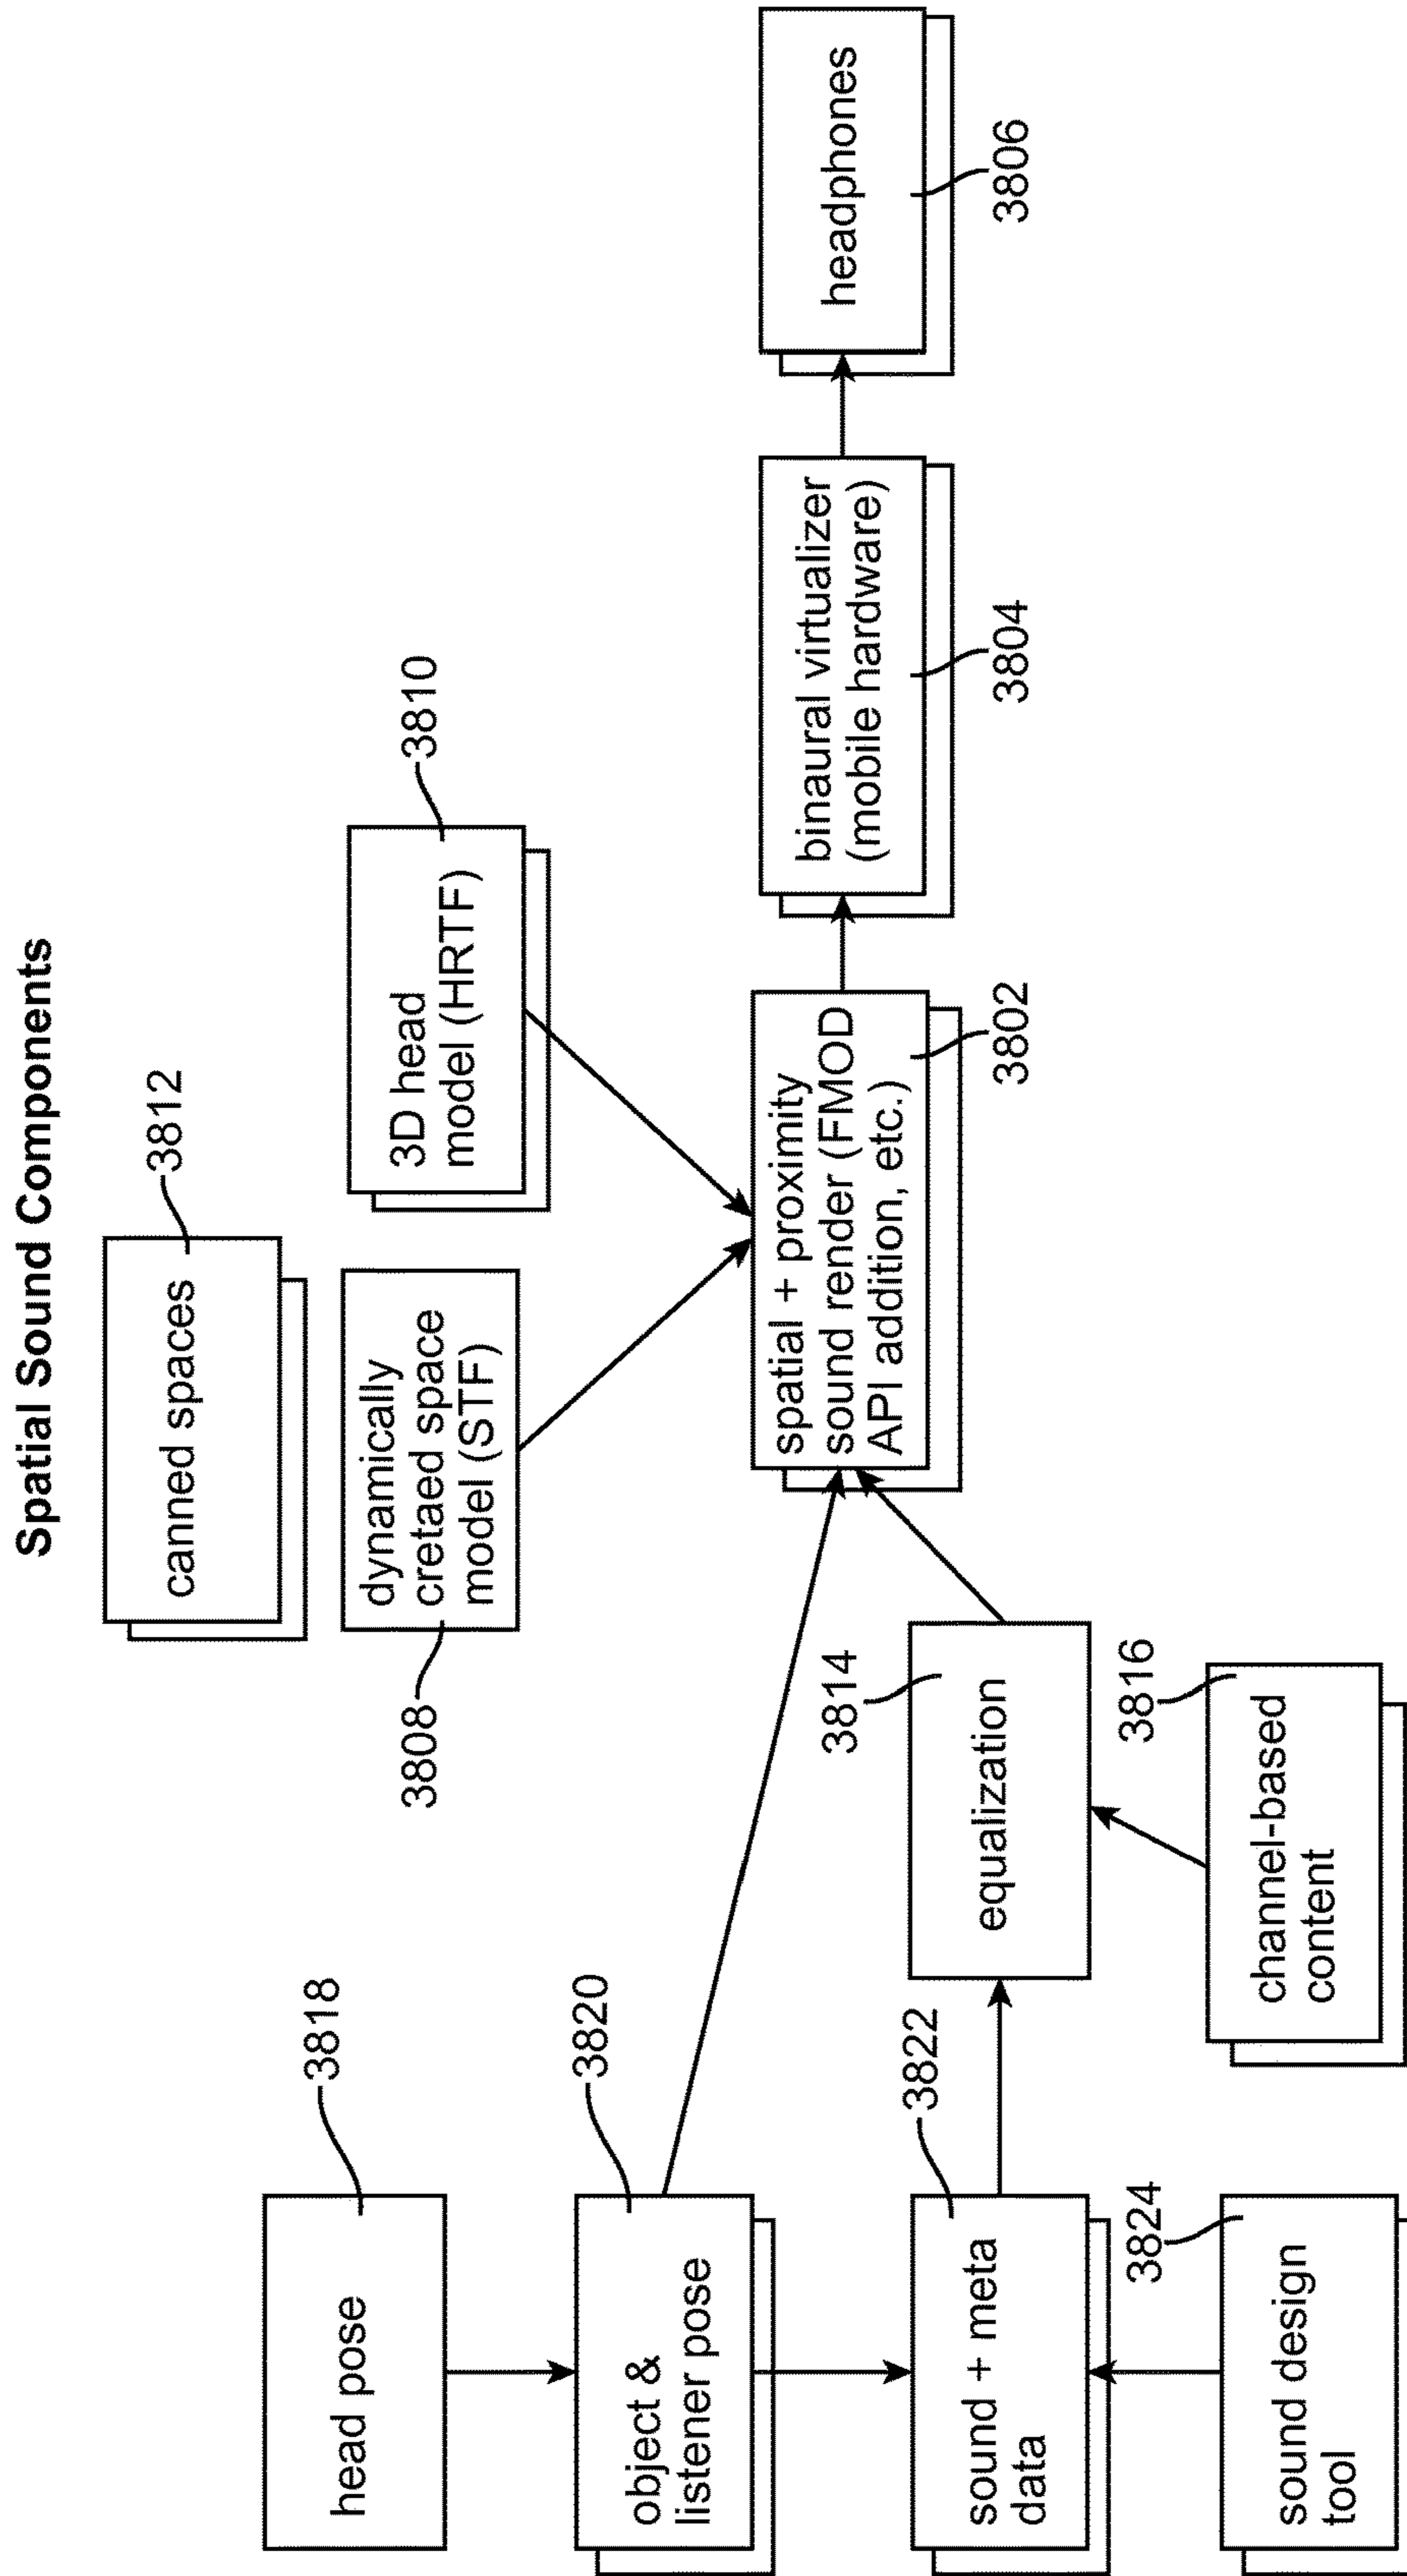 Spatial Sound Components
head pose
3818
object &
listener pose
3820
sound + meta
data
3822
sound design
tool
3824
canned spaces
3812
dynamically
cretaed space
model (STF)
3808
3D head
model (HRTF)
3810
equalization
3814
channel-based
content
3816
spatial + proximity
sound render (FMOD
API addition, etc.)
3802
binaural virtualizer
(mobile hardware)
3804
headphones
3806